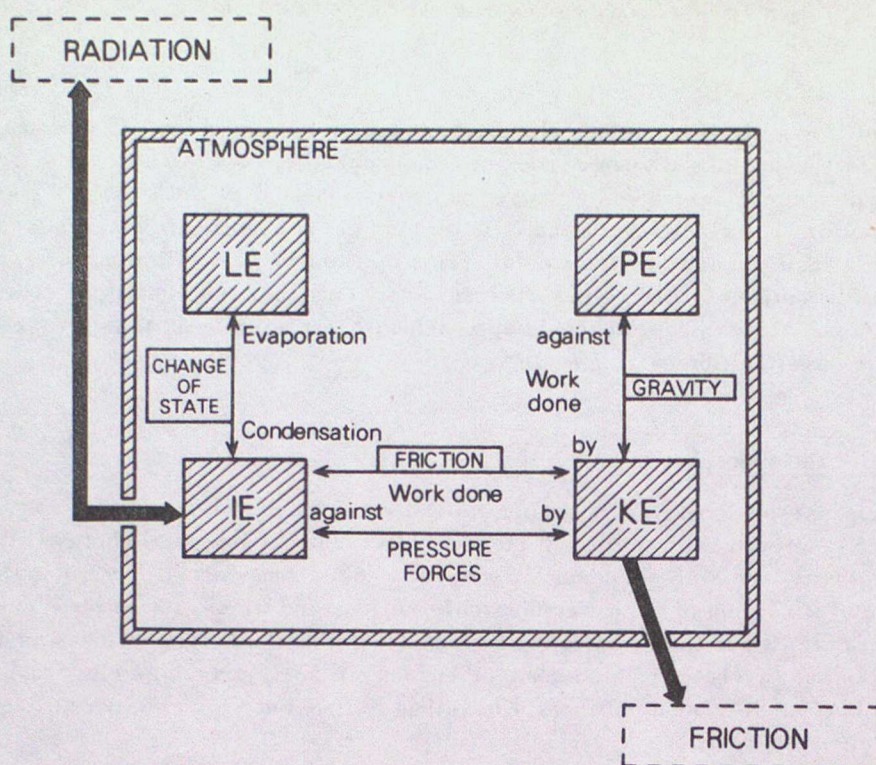 RADIATION
ATMOSPHERE
LE
PE
Evaporation
against
CHANGE
OF
STATE
Work
done
GRAVITY
Condensation
by
FRICTION
IE
Work done
KE
against
by
PRESSURE
FORCES
FRICTION